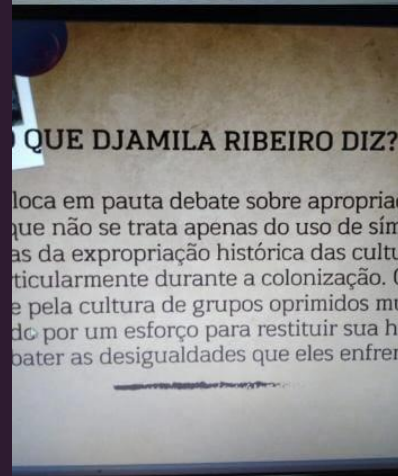 QUE DJAMILA RIBEIRO DIZ?
loca em pauta debate sobre apropria
que não se trata apenas do uso de sím
as da expropriação histórica das cultu
ticularmente durante a colonização.
e pela cultura de grupos oprimidos mu
do por um esforço para restituir sua h
bater as desigualdades que eles enfren